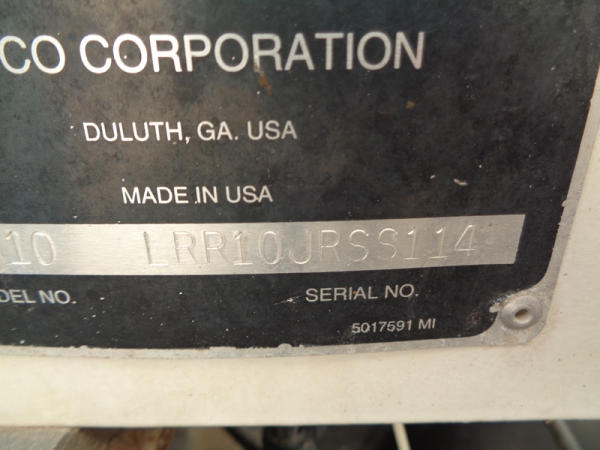 CO CORPORATION
DULUTH, GA. USA
MADE IN USA
10 LRR10JRSS114
DEL NO. SERIAL NO.
5017591 MI